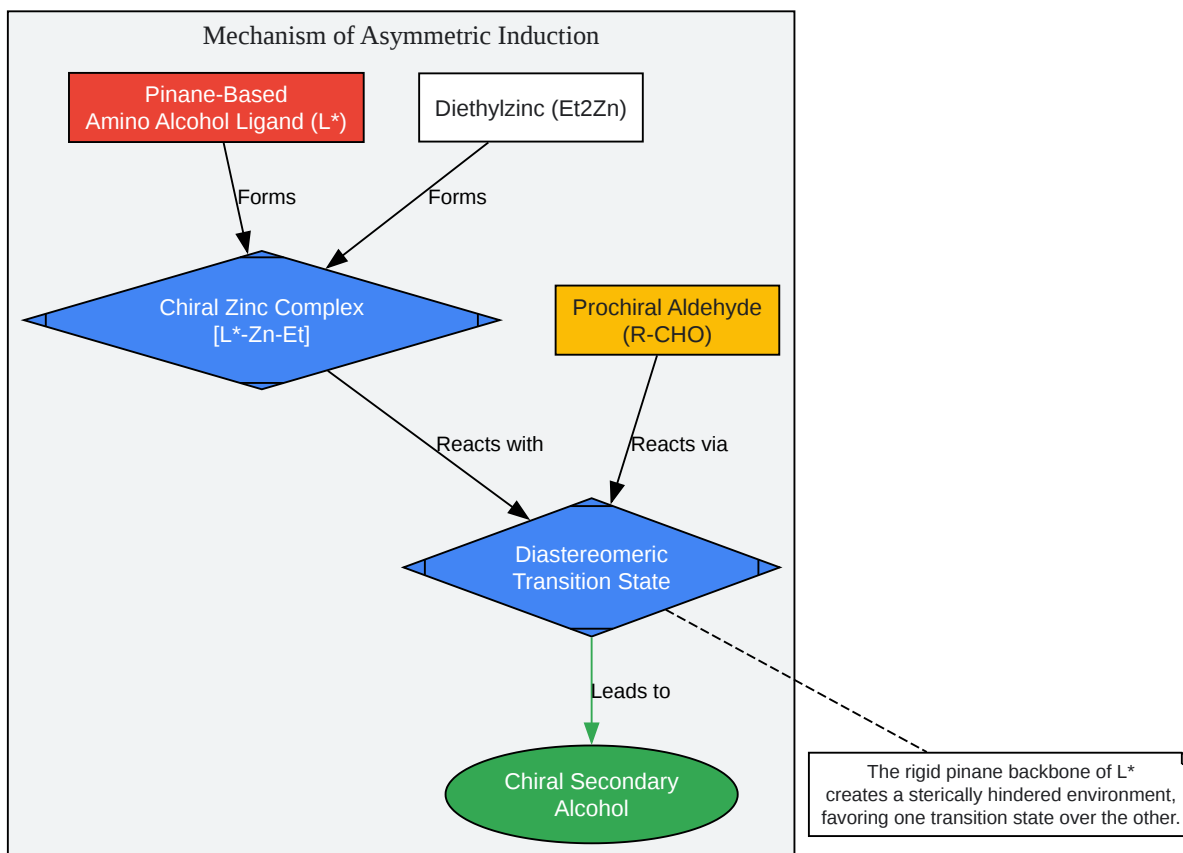 Mechanism of Asymmetric Induction
Pinane-Based
Amino Alcohol Ligand (L*)
Diethylzinc (Et2Zn)
Forms
Forms
Chiral Zinc Complex
[L*-Zn-Et]
Prochiral Aldehyde
(R-CHO)
Reacts with
Reacts via
Diastereomeric
Transition State
Leads to
Chiral Secondary
Alcohol
The rigid pinane backbone of L*
creates a sterically hindered environment,
favoring one transition state over the other.